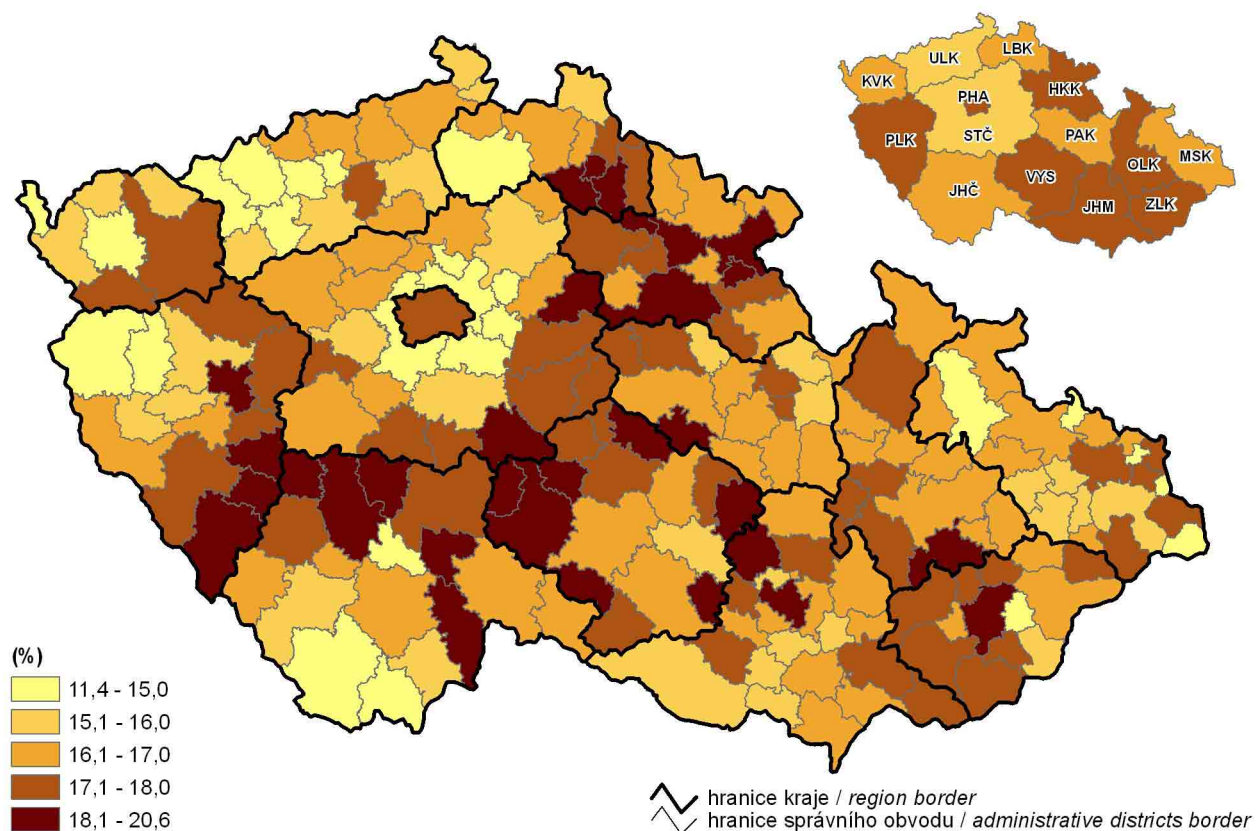 LBK
ULK
KVK
HKK
PHA
STČ
PAK
PLK
MSK
OLK
VYS
JHČ
ZLK
JHM
(%)
11,4 - 15,0
15,1 - 16,0
16,1 - 17,0
17,1 - 18,0
18,1 - 20,6
hranice kraje / region border
hranice správního obvodu / administrative districts border